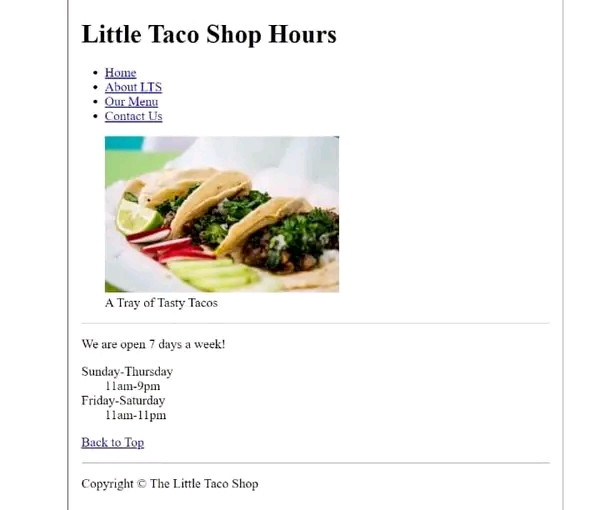 Little Taco Shop Hours
Home
About LTS
Our Menu
Contact Us
A Tray of Tasty Tacos
We are open 7 days a week!
Sunday-Thursday
11am-9pm
Friday-Saturday
11am-11pm
Back to Top
Copyright © The Little Taco Shop